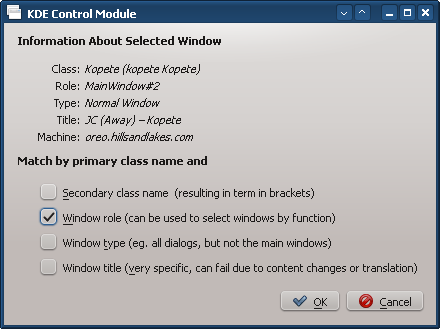 KDE Control Module
Information About Selected Window
Class: Kopete (kopete Kopete)
Role: MainWindow#2
Type: Normal Window
Title: JC (Away) – Kopete
Machine: oreo.hillsandlakes.com
Match by primary class name and
Secondary class name (resulting in term in brackets)
Window role (can be used to select windows by function)
Window type (eg. all dialogs, but not the main windows)
Window title (very specific, can fail due to content changes or translation)
OK Cancel